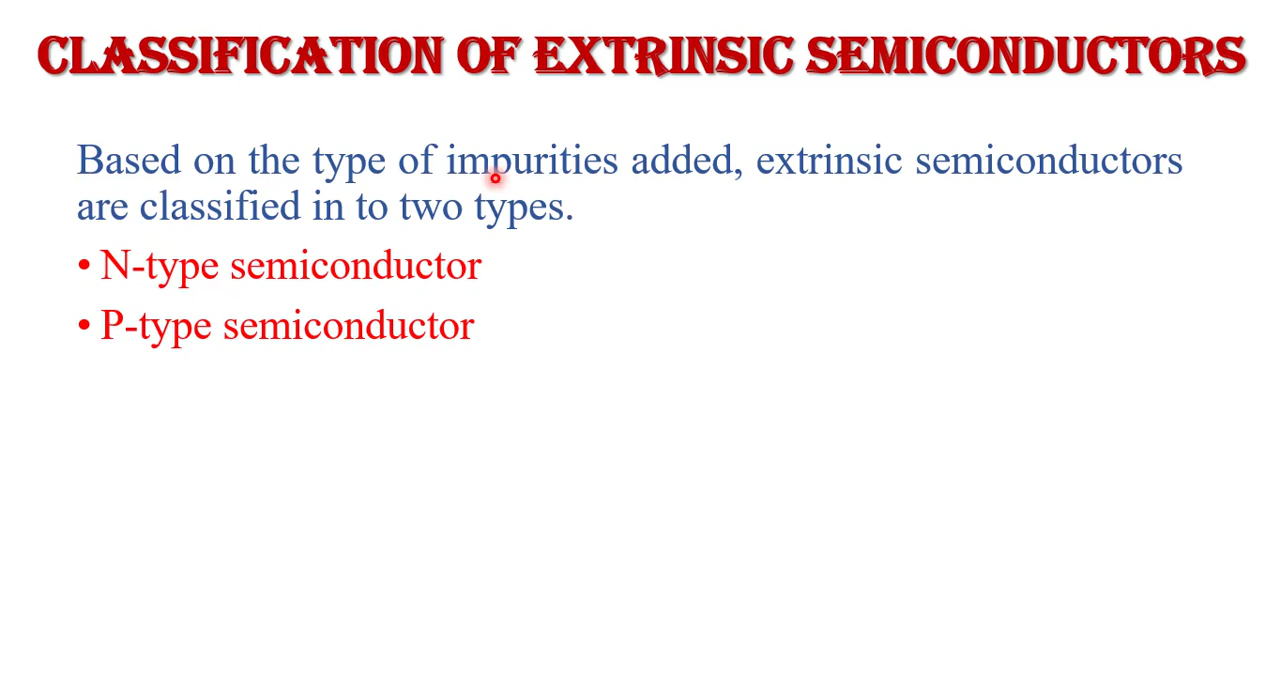 CLASSIFICATION OF EXTRINSIC SEMICONDUCTORS
Based on the type of impurities added, extrinsic semiconductors
are classified in to two types.
• N-type semiconductor
• P-type semiconductor